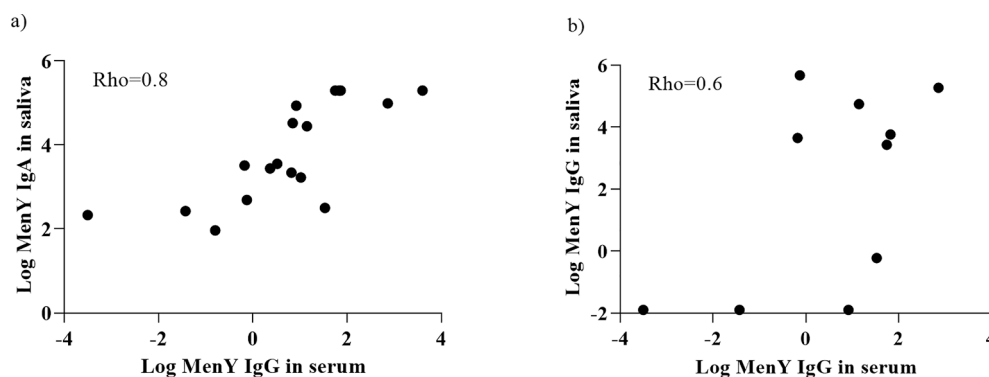 a)
Rho=0.8
Log MenY IgA in saliva
6
4
2
0
-4
-2
0
2
4
Log MenY IgG in serum
b)
Rho=0.6
Log MenY IgG in saliva
6
4
2
0
-2
-4
-2
0
2
4
Log MenY IgG in serum